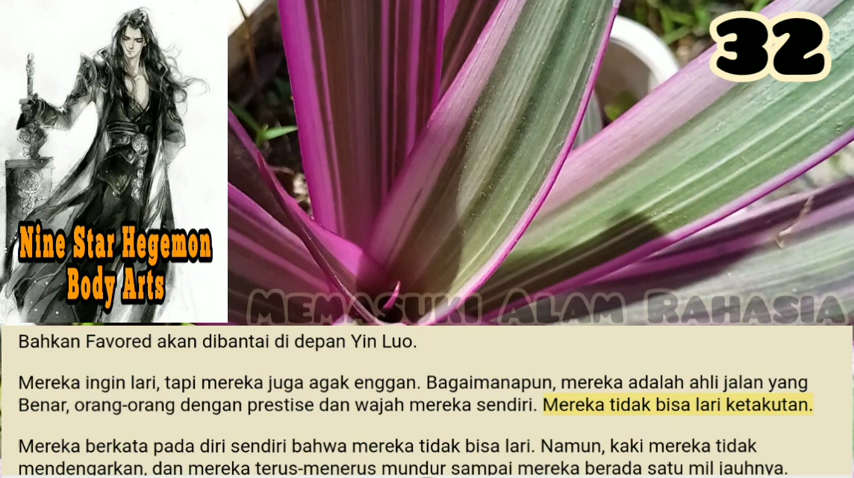 32
Nine Star Hegemon
Body Arts
Memasuki Alam Rahasia
Bahkan Favored akan dibantai di depan Yin Luo.
Mereka ingin lari, tapi mereka juga agak enggan. Bagaimanapun, mereka adalah ahli jalan yang
Benar, orang-orang dengan prestise dan wajah mereka sendiri. Mereka tidak bisa lari ketakutan.
Mereka berkata pada diri sendiri bahwa mereka tidak bisa lari. Namun, kaki mereka tidak
mendengarkan, dan mereka terus-menerus mundur sampai mereka berada satu mil jauhnya.